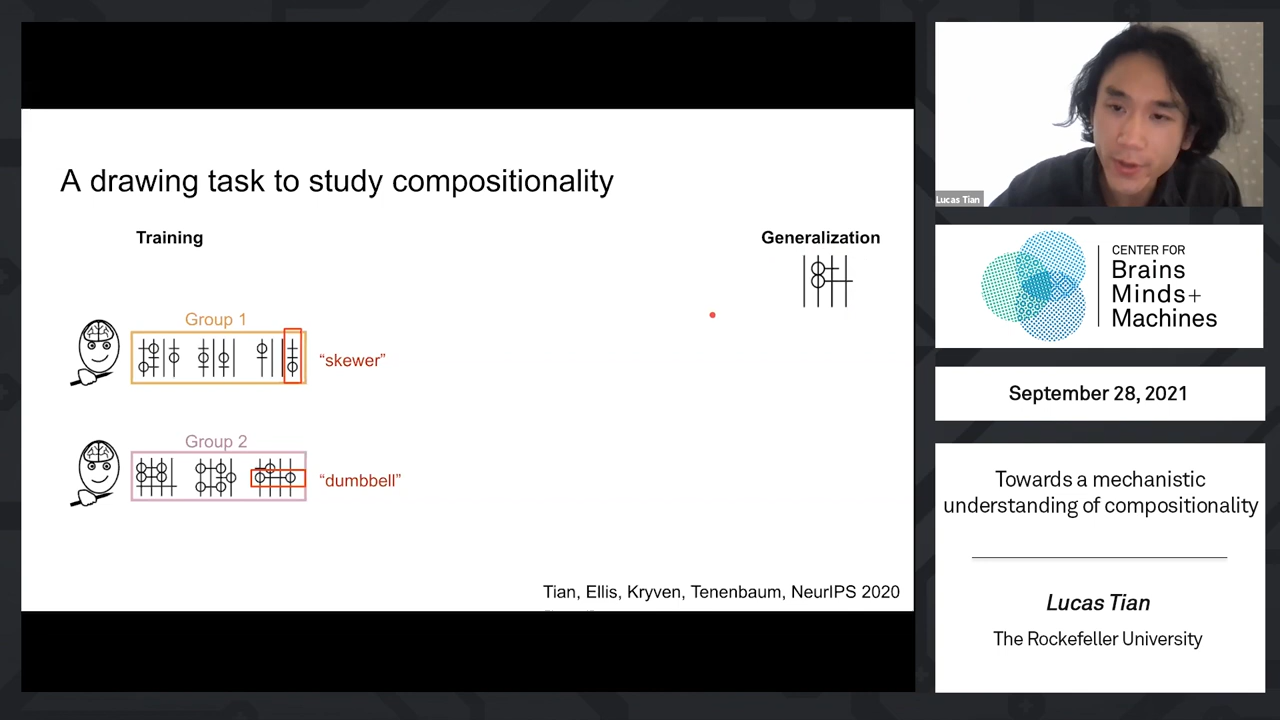 A drawing task to study compositionality
Training
Generalization
Group 1
“skewer”
Group 2
“dumbbell”
Tian, Ellis, Kryven, Tenenbaum, NeurIPS 2020
Lucas Tian
CENTER FOR
Brains
Minds+
Machines
September 28, 2021
Towards a mechanistic
understanding of compositionality
Lucas Tian
The Rockefeller University